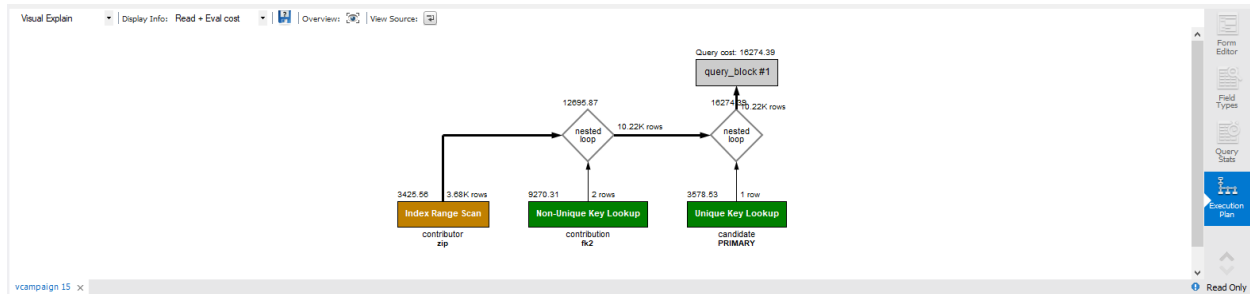 Visual Explain Display Info: Read + Eval cost Overview: View Source:
Query cost: 16274.39
query_block #1
12695.87
10.22K rows
nested loop
16274.39
10.22K rows
nested loop
3425.56 3.68K rows
Index Range Scan
contributor
zip
9270.31 2 rows
Non-Unique Key Lookup
contribution
fk2
3578.53 1 row
Unique Key Lookup
candidate
PRIMARY
Form
Editor
Field
Types
Query
Stats
Execution
Plan
vcampaign 15
Read Only